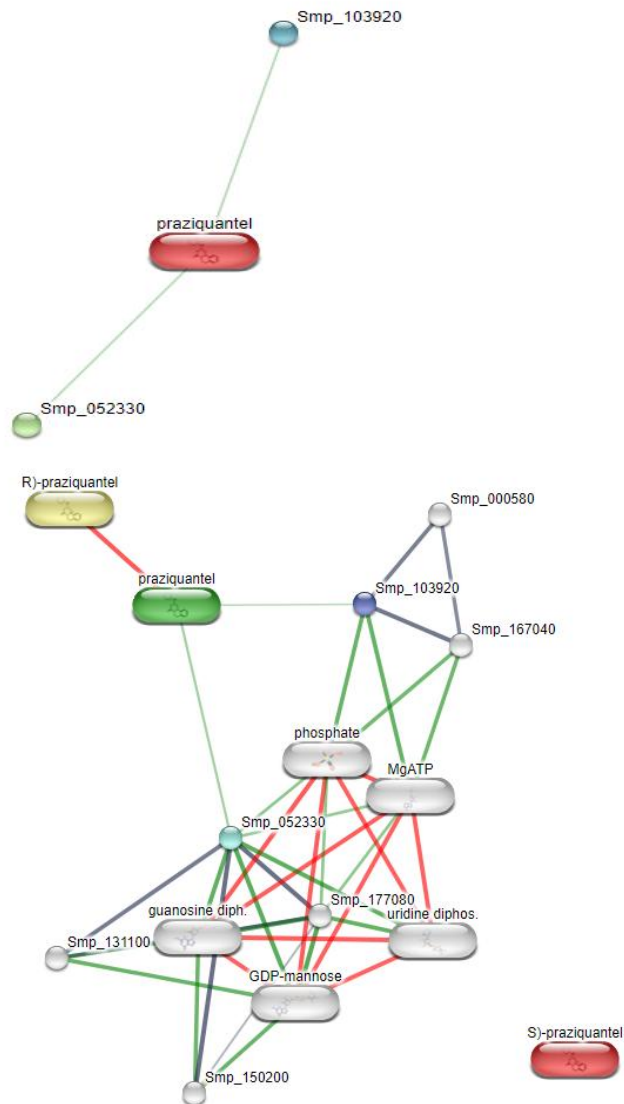 Smp_103920
praziquantel
Smp_052330
R)-praziquantel
Smp_000580
praziquantel
Smp_103920
Smp_167040
phosphate
MgATP
Smp_052330
Smp_177080
guanosine diph.
uridine diphos.
Smp_131100
GDP-mannose
S)-praziquantel
Smp_150200